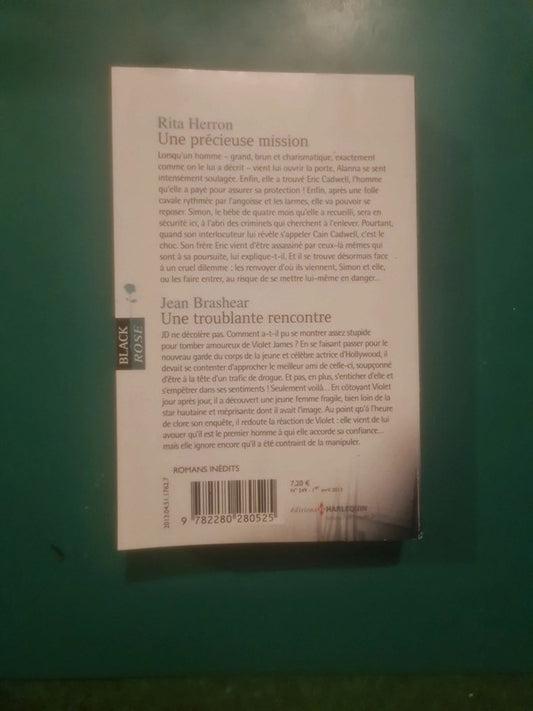 Rita Herron
Une précieuse mission
Lorsqu'un homme – grand, brun et charismatique, exactement
comme on le lui a décrit – vient lui ouvrir la porte, Alanna se sent
intensément soulagée. Enfin, elle a trouvé Eric Cadwell, l'homme
qu'elle a payé pour assurer sa protection ! Enfin, après une folle
cavale rythmée par l'angoisse et les larmes, elle va pouvoir se
reposer. Simon, le bébé de quatre mois qu'elle a recueilli, sera en
sécurité ici, à l'abri des criminels qui cherchent à l'enlever. Pourtant,
quand son interlocuteur lui révèle s'appeler Cain Cadwell, c'est le
choc. Son frère Eric vient d'être assassiné par ceux-là mêmes qui
sont à sa poursuite, lui explique-t-il. Et il se trouve désormais face
à un cruel dilemme : les renvoyer d'où ils viennent, Simon et elle,
ou les faire entrer, au risque de se mettre lui-même en danger...
Jean Brashear
Une troublante rencontre
JD ne décolère pas. Comment a-t-il pu se montrer assez stupide
pour tomber amoureux de Violet James ? En se faisant passer pour le
nouveau garde du corps de la jeune et célèbre actrice d'Hollywood, il
devait se contenter d'approcher le meilleur ami de celle-ci, soupçonné
d'être à la tête d'un trafic de drogue. Et pas, en plus, s'enticher d'elle et
s'empêtrer dans ses sentiments ! Seulement voilà... En côtoyant Violet
jour après jour, il a découvert une jeune femme fragile, bien loin de la
star hautaine et méprisante dont il avait l'image. Au point qu'à l'heure
de clore son enquête, il redoute la réaction de Violet : elle vient de lui
avouer qu'il est le premier homme à qui elle accorde sa confiance...
mais elle ignore encore qu'il a été contraint de la manipuler.
BLACK
ROSE
ROMANS INÉDITS
7,20 €
N° 249 - 1er avril 2013
2013.04.51.1762.7
9 782280 280525
éditions HARLEQUIN